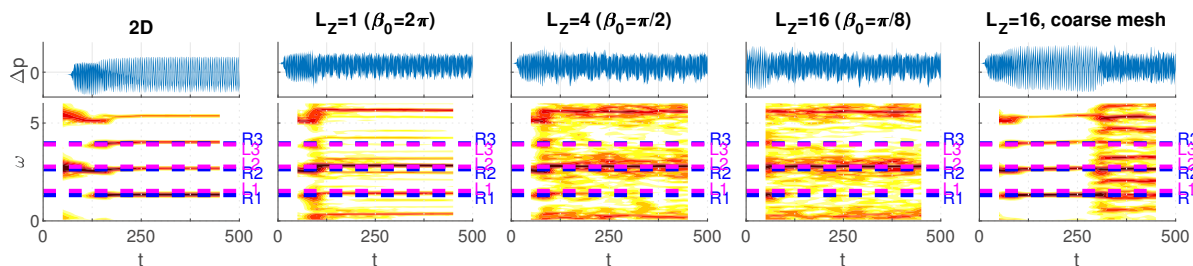 2D
L_Z=1 (β_0=2π)
L_Z=4 (β_0=π/2)
L_Z=16 (β_0=π/8)
L_Z=16, coarse mesh
Δp
0
ω
5
0
R3
L3
L2
R2
L1
R1
R3
L3
L2
R2
L1
R1
R3
L3
L2
R2
L1
R1
R3
L3
L2
R2
L1
R1
L3
L2
R2
L1
R1
0 250 500
0 250 500
0 250 500
0 250 500
0 250 500
t
t
t
t
t